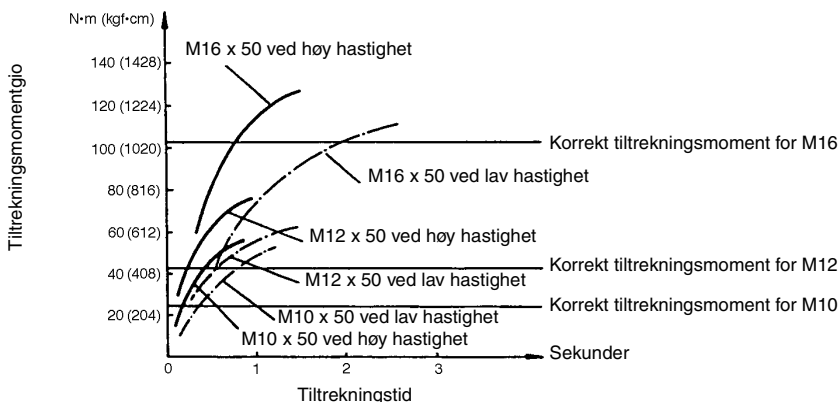 N•m (kgf•cm)
M16 x 50 ved høy hastighet
140 (1428)
120 (1224)
Korrekt tiltrekningsmoment for M16
100 (1020)
M16 x 50 ved lav hastighet
80 (816)
Tiltrekningsmomentgio
60 (612)
M12 x 50 ved høy hastighet
Korrekt tiltrekningsmoment for M12
40 (408)
M12 x 50 ved lav hastighet
Korrekt tiltrekningsmoment for M10
20 (204)
M10 x 50 ved lav hastighet
M10 x 50 ved høy hastighet
Sekunder
0 1 2 3
Tiltrekningstid